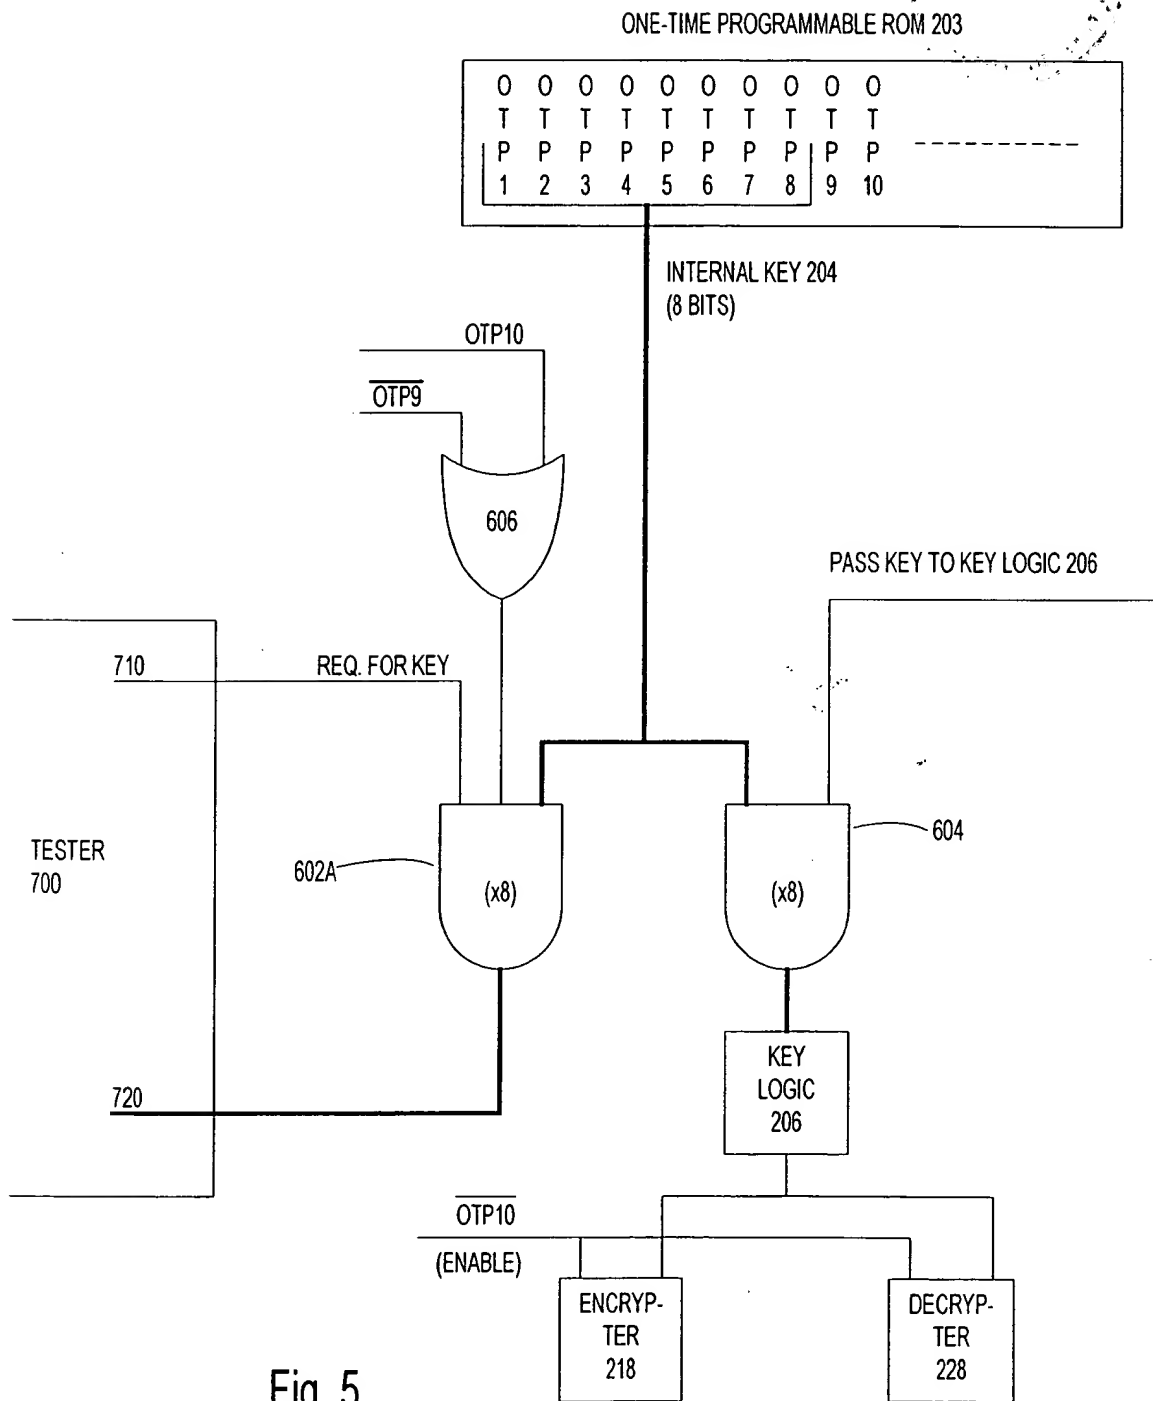 ONE-TIME PROGRAMMABLE ROM 203
O O O O O O O O O O
T T T T T T T T T T
P P P P P P P P P P
1 2 3 4 5 6 7 8 9 10
INTERNAL KEY 204
(8 BITS)
OTP10
OTP9
606
PASS KEY TO KEY LOGIC 206
710
REQ. FOR KEY
TESTER
700
602A
(x8)
(x8)
604
720
KEY
LOGIC
206
OTP10
(ENABLE)
ENCRYP-
TER
218
DECRYP-
TER
228
Fig. 5